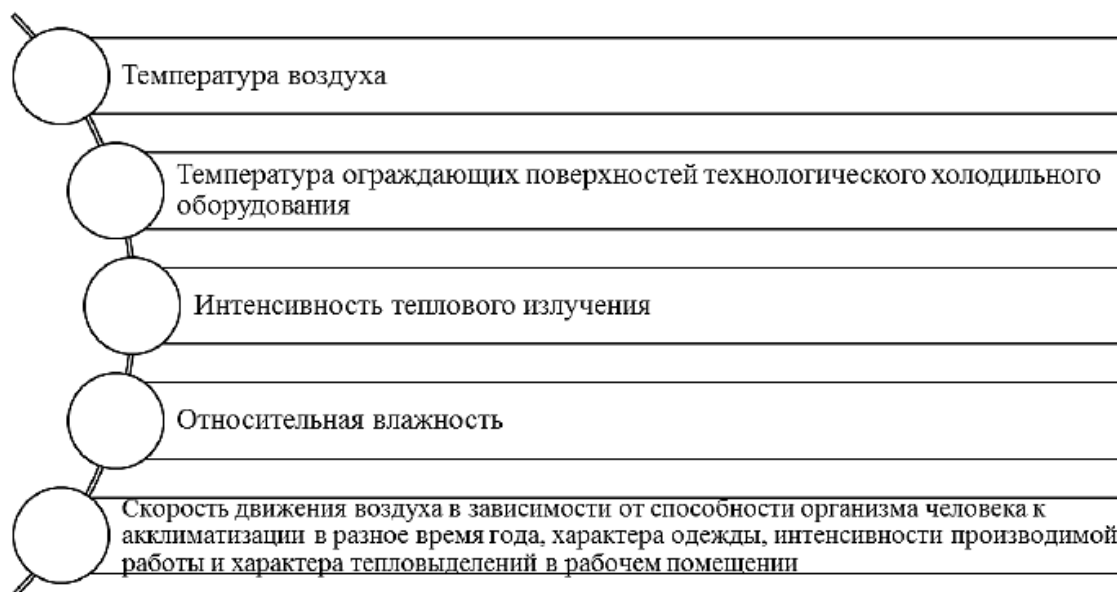 Температура воздуха
Температура ограждающих поверхностей технологического холодильного
оборудования
Интенсивность теплового излучения
Относительная влажность
Скорость движения воздуха в зависимости от способности организма человека к
акклиматизации в разное время года, характера одежды, интенсивности производимой
работы и характера тепловыделений в рабочем помещении